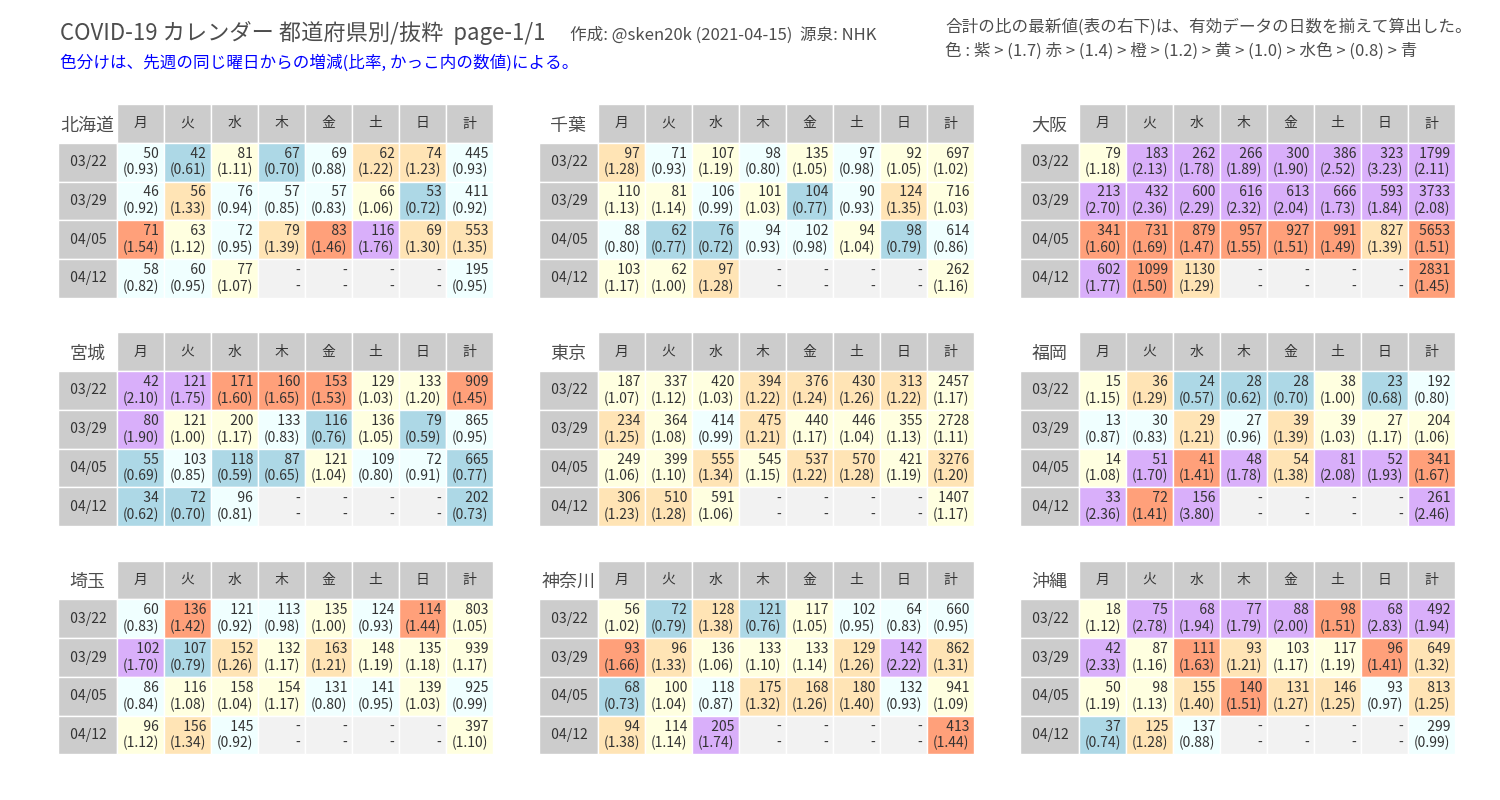 COVID-19 カレンダー 都道府県別/抜粋 page-1/1 作成: @sken20k (2021-04-15) 源泉: NHK
合計の比の最新値(表の右下)は、有効データの日数を揃えて算出した。
色分けは、先週の同じ曜日からの増減(比率, かっこ内の数値)による。
色 : 紫 > (1.7) 赤 > (1.4) > 橙 > (1.2) > 黄 > (1.0) > 水色 > (0.8) > 青
北海道 月 火 水 木 金 土 日 計
03/22 50 42 81 67 69 62 74 445
(0.93) (0.61) (1.11) (0.70) (0.88) (1.22) (1.23) (0.93)
03/29 46 56 76 57 57 66 53 411
(0.92) (1.33) (0.94) (0.85) (0.83) (1.06) (0.72) (0.92)
04/05 71 63 72 79 83 116 69 553
(1.54) (1.12) (0.95) (1.39) (1.46) (1.76) (1.30) (1.35)
04/12 58 60 77 - - - - 195
(0.82) (0.95) (1.07) - - - - (0.95)
千葉 月 火 水 木 金 土 日 計
03/22 97 71 107 98 135 97 92 697
(1.28) (0.93) (1.19) (0.80) (1.05) (0.98) (1.05) (1.02)
03/29 110 81 106 101 104 90 124 716
(1.13) (1.14) (0.99) (1.03) (0.77) (0.93) (1.35) (1.03)
04/05 88 62 76 94 102 94 98 614
(0.80) (0.77) (0.72) (0.93) (0.98) (1.04) (0.79) (0.86)
04/12 103 62 97 - - - - 262
(1.17) (1.00) (1.28) - - - - (1.16)
大阪 月 火 水 木 金 土 日 計
03/22 79 183 262 266 300 386 323 1799
(1.18) (2.13) (1.78) (1.89) (1.90) (2.52) (3.23) (2.11)
03/29 213 432 600 616 613 666 593 3733
(2.70) (2.36) (2.29) (2.32) (2.04) (1.73) (1.84) (2.08)
04/05 341 731 879 957 927 991 827 5653
(1.60) (1.69) (1.47) (1.55) (1.51) (1.49) (1.39) (1.51)
04/12 602 1099 1130 - - - - 2831
(1.77) (1.50) (1.29) - - - - (1.45)
宮城 月 火 水 木 金 土 日 計
03/22 42 121 171 160 153 129 133 909
(2.10) (1.75) (1.60) (1.65) (1.53) (1.03) (1.20) (1.45)
03/29 80 121 200 133 116 136 79 865
(1.90) (1.00) (1.17) (0.83) (0.76) (1.05) (0.59) (0.95)
04/05 55 103 118 87 121 109 72 665
(0.69) (0.85) (0.59) (0.65) (1.04) (0.80) (0.91) (0.77)
04/12 34 72 96 - - - - 202
(0.62) (0.70) (0.81) - - - - (0.73)
東京 月 火 水 木 金 土 日 計
03/22 187 337 420 394 376 430 313 2457
(1.07) (1.12) (1.03) (1.22) (1.24) (1.26) (1.22) (1.17)
03/29 234 364 414 475 440 446 355 2728
(1.25) (1.08) (0.99) (1.21) (1.17) (1.04) (1.13) (1.11)
04/05 249 399 555 545 537 570 421 3276
(1.06) (1.10) (1.34) (1.15) (1.22) (1.28) (1.19) (1.20)
04/12 306 510 591 - - - - 1407
(1.23) (1.28) (1.06) - - - - (1.17)
福岡 月 火 水 木 金 土 日 計
03/22 15 36 24 28 28 38 23 192
(1.15) (1.29) (0.57) (0.62) (0.70) (1.00) (0.68) (0.80)
03/29 13 30 29 27 39 39 27 204
(0.87) (0.83) (1.21) (0.96) (1.39) (1.03) (1.17) (1.06)
04/05 14 51 41 48 54 81 52 341
(1.08) (1.70) (1.41) (1.78) (1.38) (2.08) (1.93) (1.67)
04/12 33 72 156 - - - - 261
(2.36) (1.41) (3.80) - - - - (2.46)
埼玉 月 火 水 木 金 土 日 計
03/22 60 136 121 113 135 124 114 803
(0.83) (1.42) (0.92) (0.98) (1.00) (0.93) (1.44) (1.05)
03/29 102 107 152 132 163 148 135 939
(1.70) (0.79) (1.26) (1.17) (1.21) (1.19) (1.18) (1.17)
04/05 86 116 158 154 131 141 139 925
(0.84) (1.08) (1.04) (1.17) (0.80) (0.95) (1.03) (0.99)
04/12 96 156 145 - - - - 397
(1.12) (1.34) (0.92) - - - - (1.10)
神奈川 月 火 水 木 金 土 日 計
03/22 56 72 128 121 117 102 64 660
(1.02) (0.79) (1.38) (0.76) (1.05) (0.95) (0.83) (0.95)
03/29 93 96 136 133 133 129 142 862
(1.66) (1.33) (1.06) (1.10) (1.14) (1.26) (2.22) (1.31)
04/05 68 100 118 175 168 180 132 941
(0.73) (1.04) (0.87) (1.32) (1.26) (1.40) (0.93) (1.09)
04/12 94 114 205 - - - - 413
(1.38) (1.14) (1.74) - - - - (1.44)
沖縄 月 火 水 木 金 土 日 計
03/22 18 75 68 77 88 98 68 492
(1.12) (2.78) (1.94) (1.79) (2.00) (1.51) (2.83) (1.94)
03/29 42 87 111 93 103 117 96 649
(2.33) (1.16) (1.63) (1.21) (1.17) (1.19) (1.41) (1.32)
04/05 50 98 155 140 131 146 93 813
(1.19) (1.13) (1.40) (1.51) (1.27) (1.25) (0.97) (1.25)
04/12 37 125 137 - - - - 299
(0.74) (1.28) (0.88) - - - - (0.99)